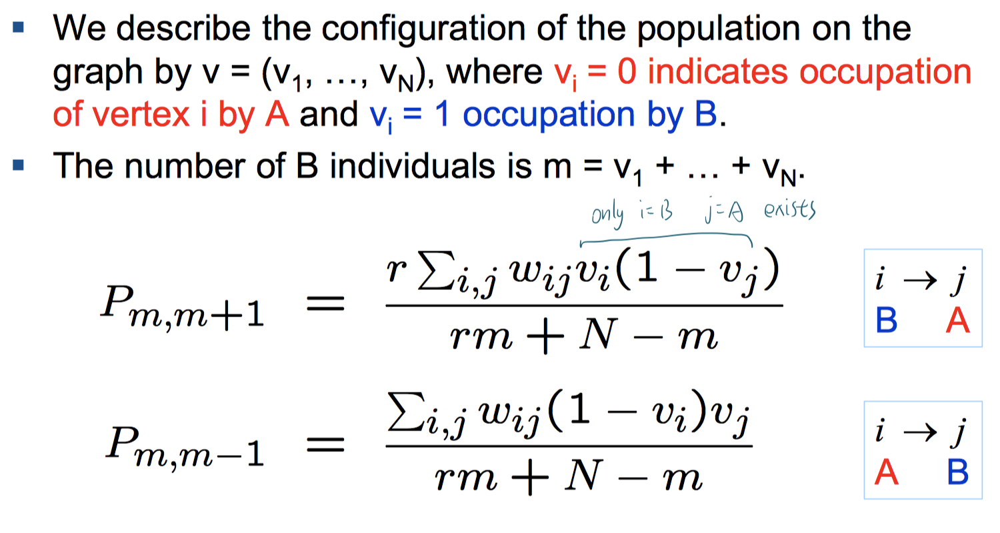 ▪ We describe the configuration of the population on the
graph by v = (v₁, …, v_N), where vᵢ = 0 indicates occupation
of vertex i by A and vᵢ = 1 occupation by B.
▪ The number of B individuals is m = v₁ + … + v_N.
only i=B j=A exists
P_{m,m+1} = \frac{r \sum_{i,j} w_{ij} v_i (1 - v_j)}{rm + N - m}
i → j
B A
P_{m,m-1} = \frac{\sum_{i,j} w_{ij} (1 - v_i) v_j}{rm + N - m}
i → j
A B